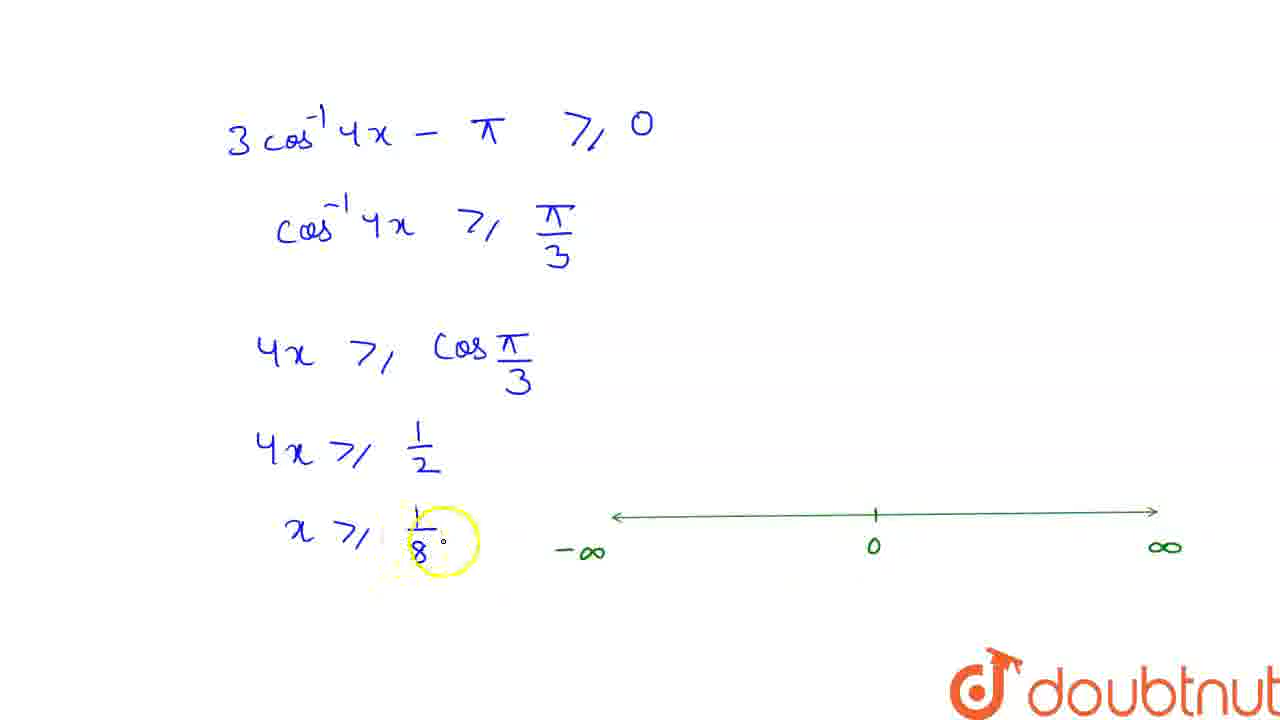 3 cos⁻¹ 4x − π ⩾ 0
cos⁻¹ 4x ⩾ π/3
4x ⩾ cos π/3
4x ⩾ 1/2
x ⩾ 1/8
−∞ 0 ∞
doubtnut